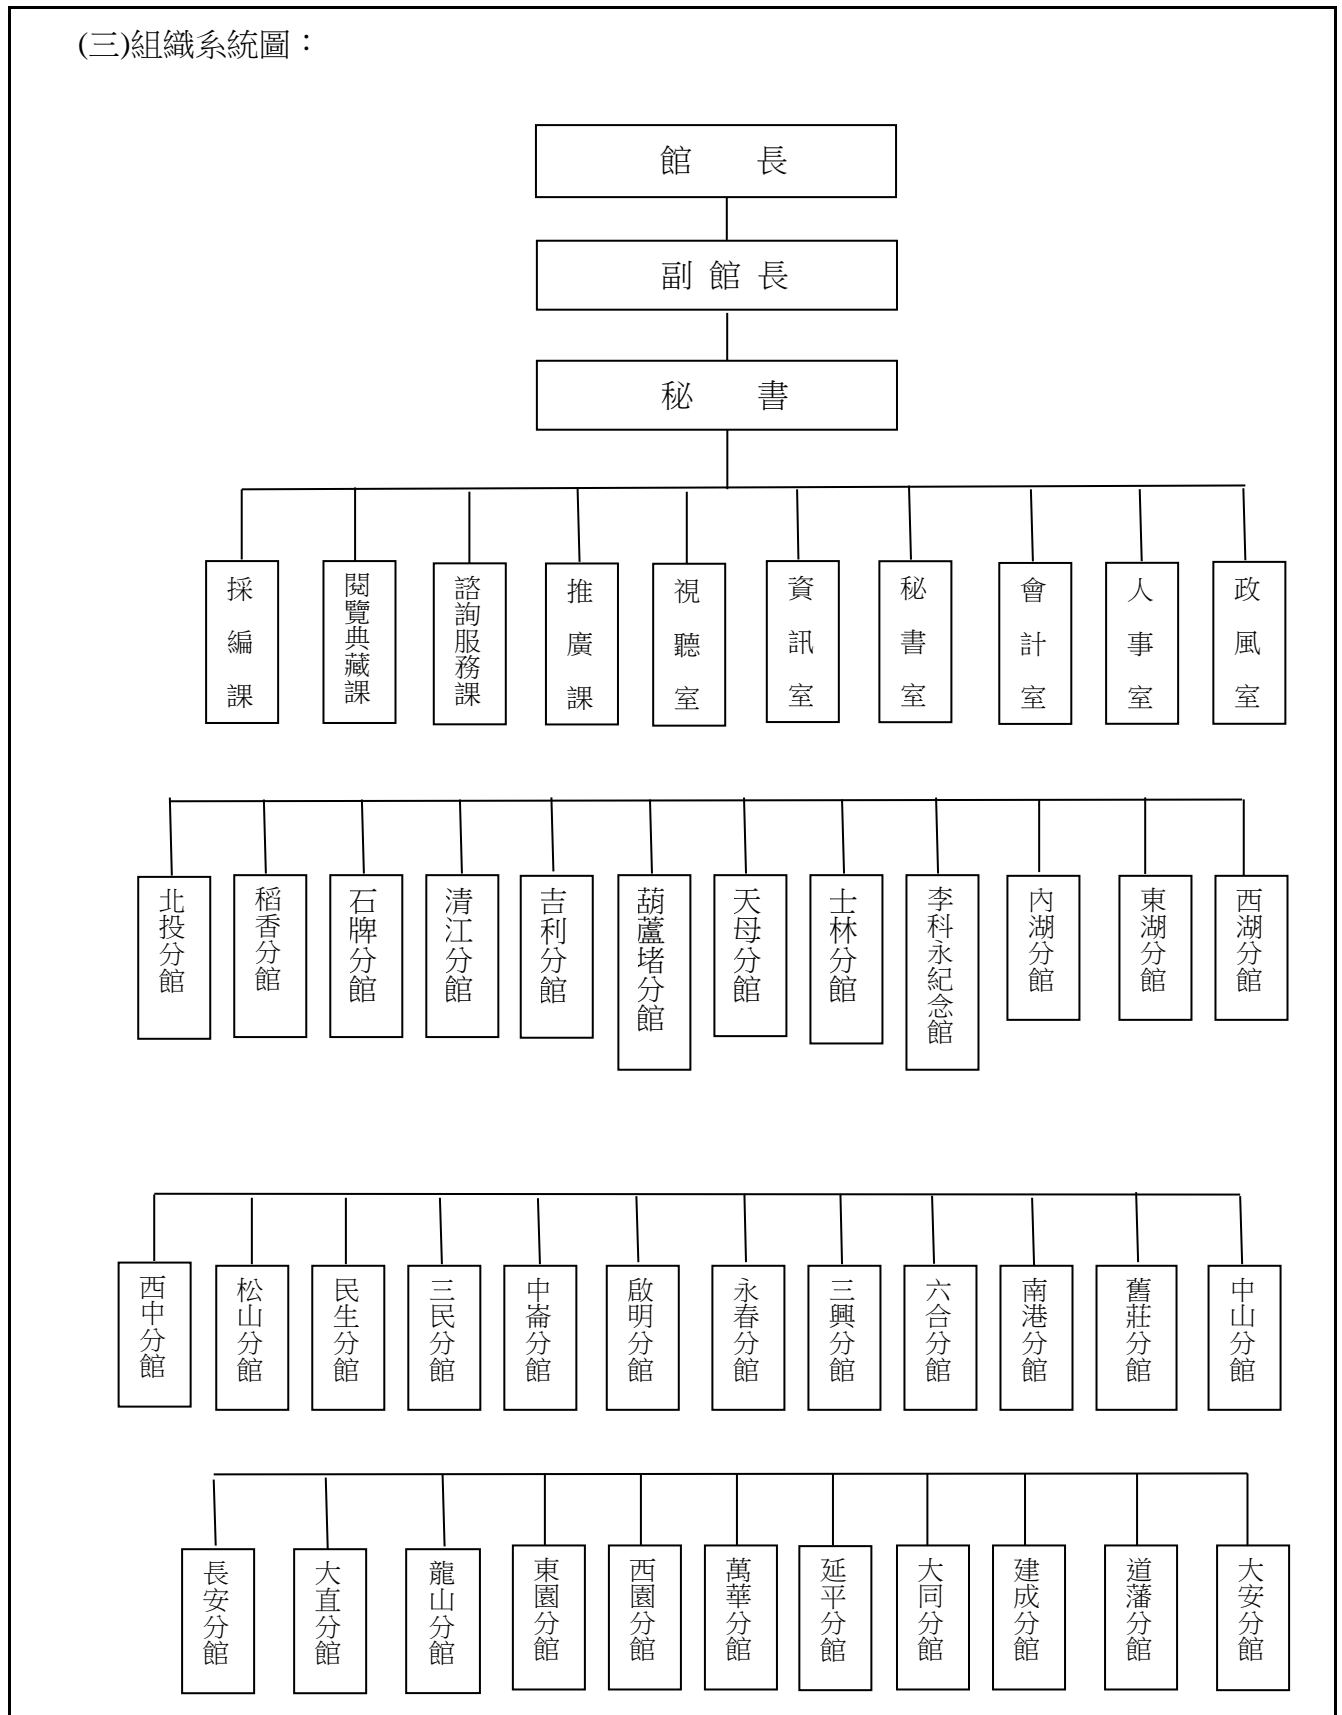 (三)組織系統圖：
館長
副館長
秘書
採編課
閱覽典藏課
諮詢服務課
推廣課
視聽室
資訊室
秘書室
會計室
人事室
政風室
北投分館
稻香分館
石牌分館
清江分館
吉利分館
葫蘆堵分館
天母分館
士林分館
李科永紀念館
內湖分館
東湖分館
西湖分館
西中分館
松山分館
民生分館
三民分館
中崙分館
啟明分館
永春分館
三興分館
六合分館
南港分館
舊莊分館
中山分館
長安分館
大直分館
龍山分館
東園分館
西園分館
萬華分館
延平分館
大同分館
建成分館
道藩分館
大安分館